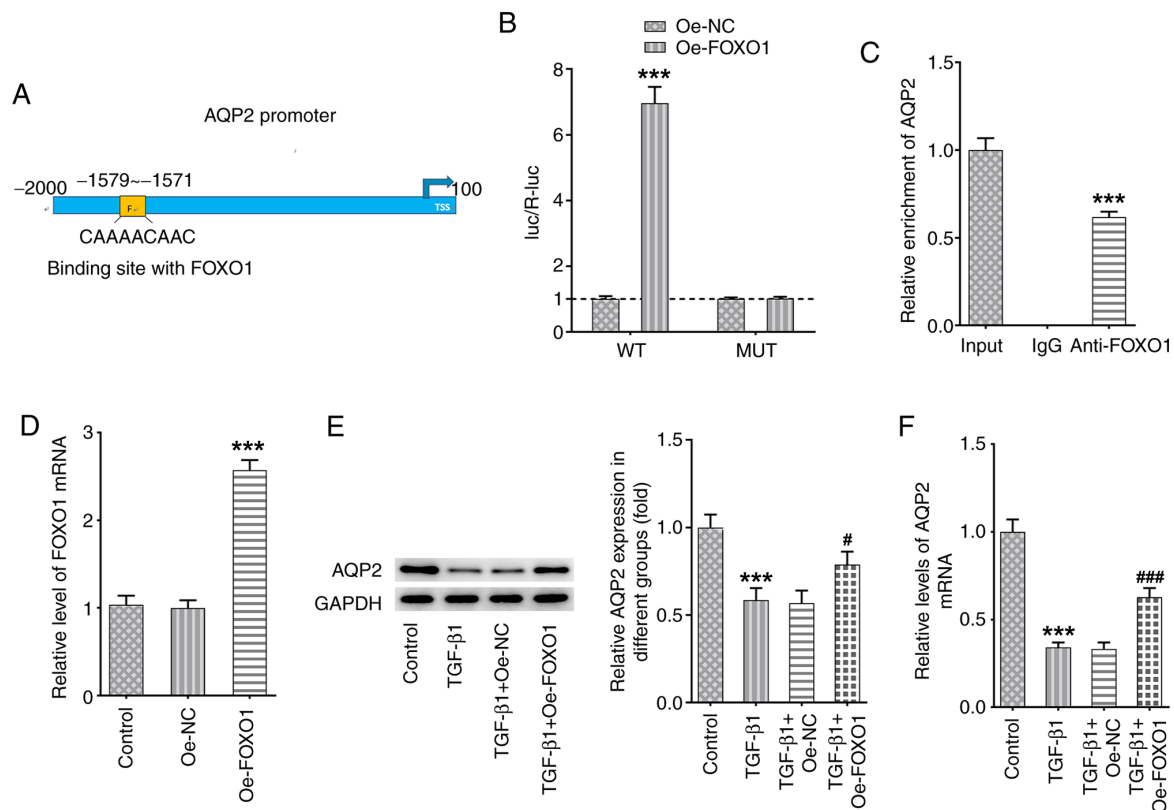 A
AQP2 promoter
−2000
−1579~−1571
100
F
TSS
CAAAACAAC
Binding site with FOXO1
B
Oe-NC
Oe-FOXO1
luc/R-luc
8
6
4
2
1
0
***
WT
MUT
C
Relative enrichment of AQP2
1.5
1.0
0.5
0.0
***
Input
IgG
Anti-FOXO1
D
Relative level of FOXO1 mRNA
3
2
1
0
***
Control
Oe-NC
Oe-FOXO1
E
AQP2
GAPDH
Control
TGF-β1
TGF-β1+Oe-NC
TGF-β1+Oe-FOXO1
Relative AQP2 expression in
different groups (fold)
1.5
1.0
0.5
0.0
***
#
Control
TGF-β1
TGF-β1+
Oe-NC
TGF-β1+
Oe-FOXO1
F
Relative levels of AQP2
mRNA
1.5
1.0
0.5
0.0
***
###
Control
TGF-β1
TGF-β1+
Oe-NC
TGF-β1+
Oe-FOXO1